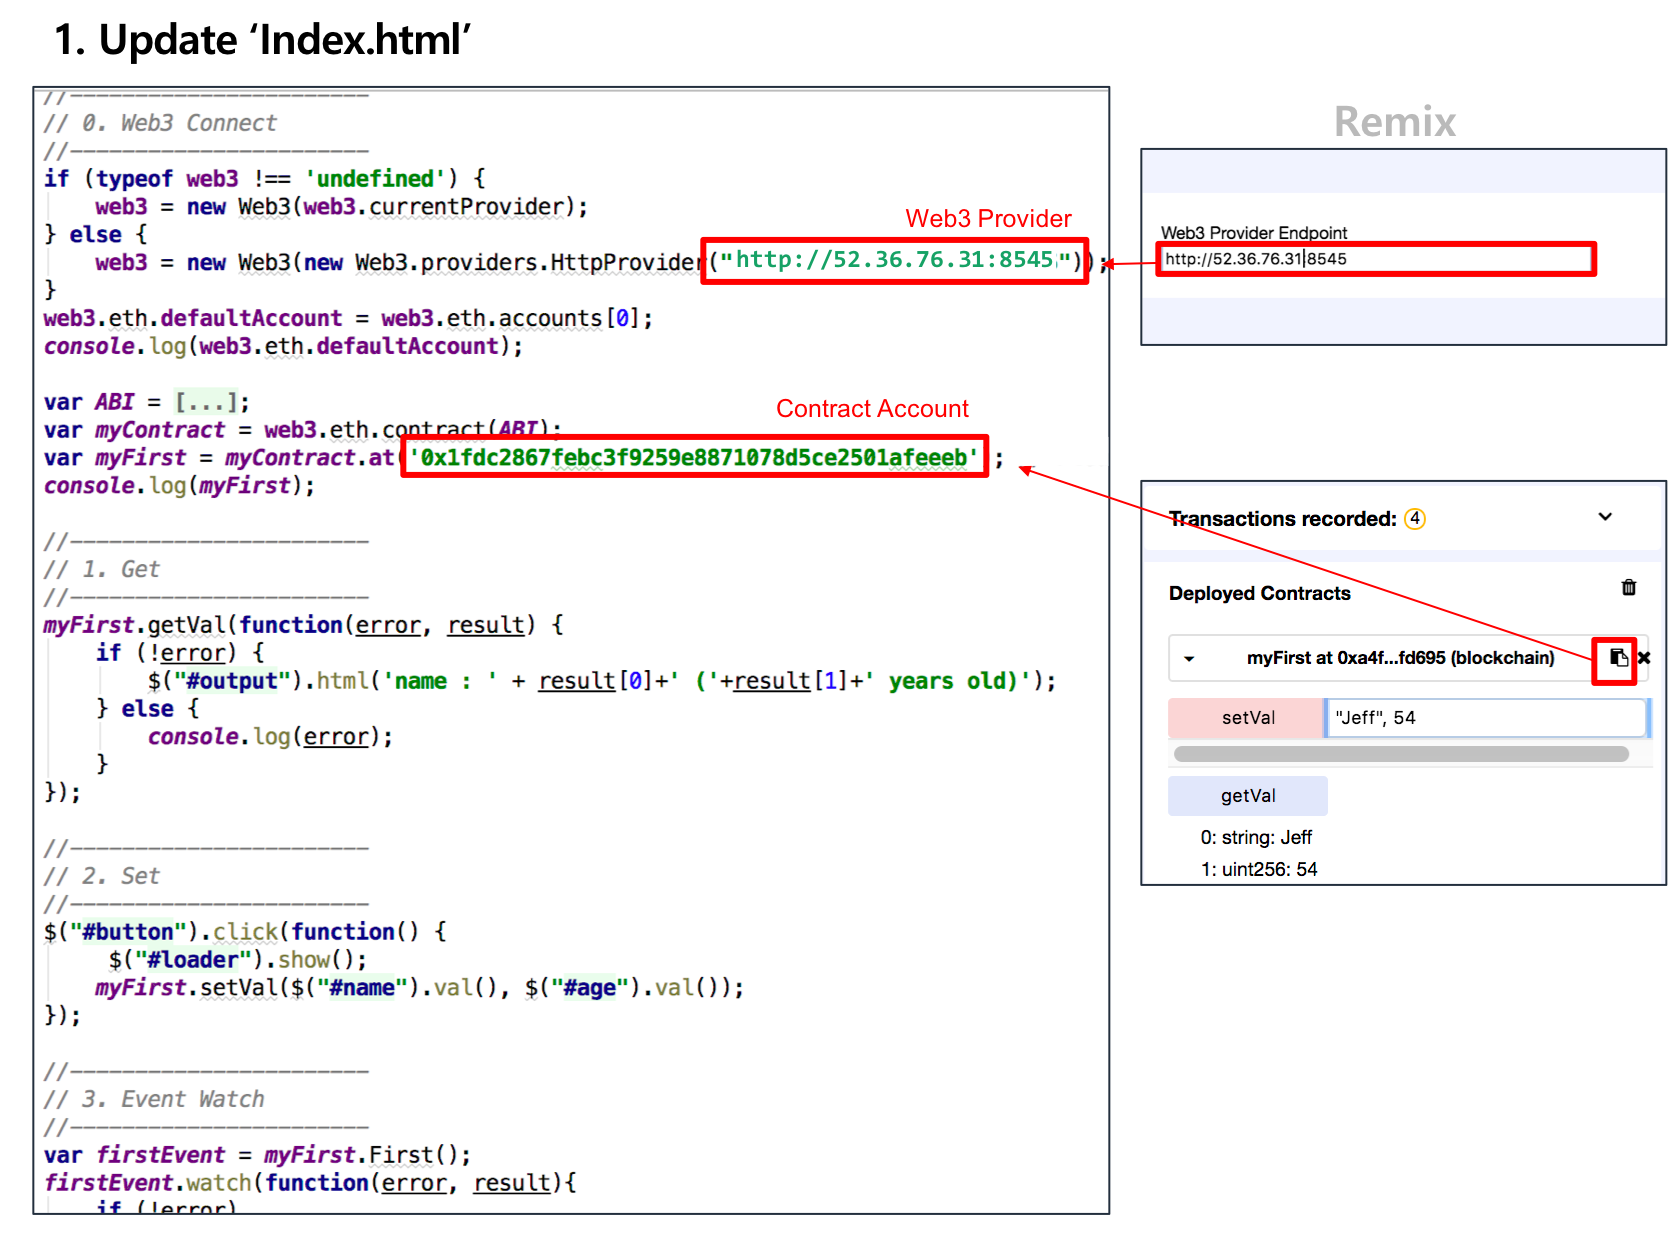 1. Update ‘Index.html’
//-----------------------
// 0. Web3 Connect
//-----------------------
if (typeof web3 !== 'undefined') {
web3 = new Web3(web3.currentProvider);
} else {
Web3 Provider
web3 = new Web3(new Web3.providers.HttpProvider("http://52.36.76.31:8545"));
}
web3.eth.defaultAccount = web3.eth.accounts[0];
console.log(web3.eth.defaultAccount);
var ABI = [...];
Contract Account
var myContract = web3.eth.contract(ABI);
var myFirst = myContract.at('0x1fdc2867febc3f9259e8871078d5ce2501afeeeb' ;
console.log(myFirst);
//-----------------------
// 1. Get
//-----------------------
myFirst.getVal(function(error, result) {
if (!error) {
$("#output").html('name : ' + result[0]+' ('+result[1]+' years old)');
} else {
console.log(error);
}
});
//-----------------------
// 2. Set
//-----------------------
$("#button").click(function() {
$("#loader").show();
myFirst.setVal($("#name").val(), $("#age").val());
});
//-----------------------
// 3. Event Watch
//-----------------------
var firstEvent = myFirst.First();
firstEvent.watch(function(error, result){
if (!error)
Remix
Web3 Provider Endpoint
http://52.36.76.31:8545
Transactions recorded: 4
Deployed Contracts
myFirst at 0xa4f...fd695 (blockchain)
setVal "Jeff", 54
getVal
0: string: Jeff
1: uint256: 54